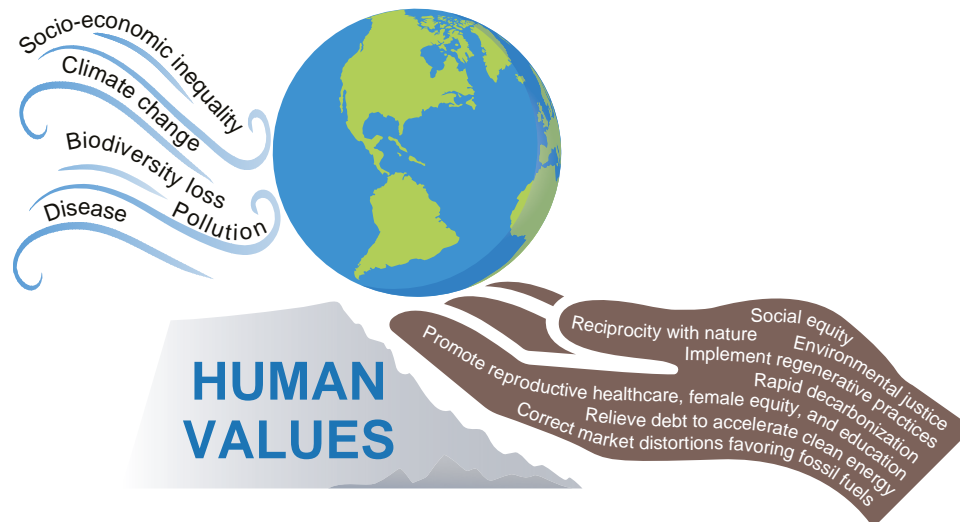 Socio-economic inequality
Climate change
Biodiversity loss
Disease
Pollution
HUMAN
VALUES
Social equity
Reciprocity with nature
Environmental justice
Implement regenerative practices
Rapid decarbonization
Promote reproductive healthcare, female equity, and education
Relieve debt to accelerate clean energy
Correct market distortions favoring fossil fuels